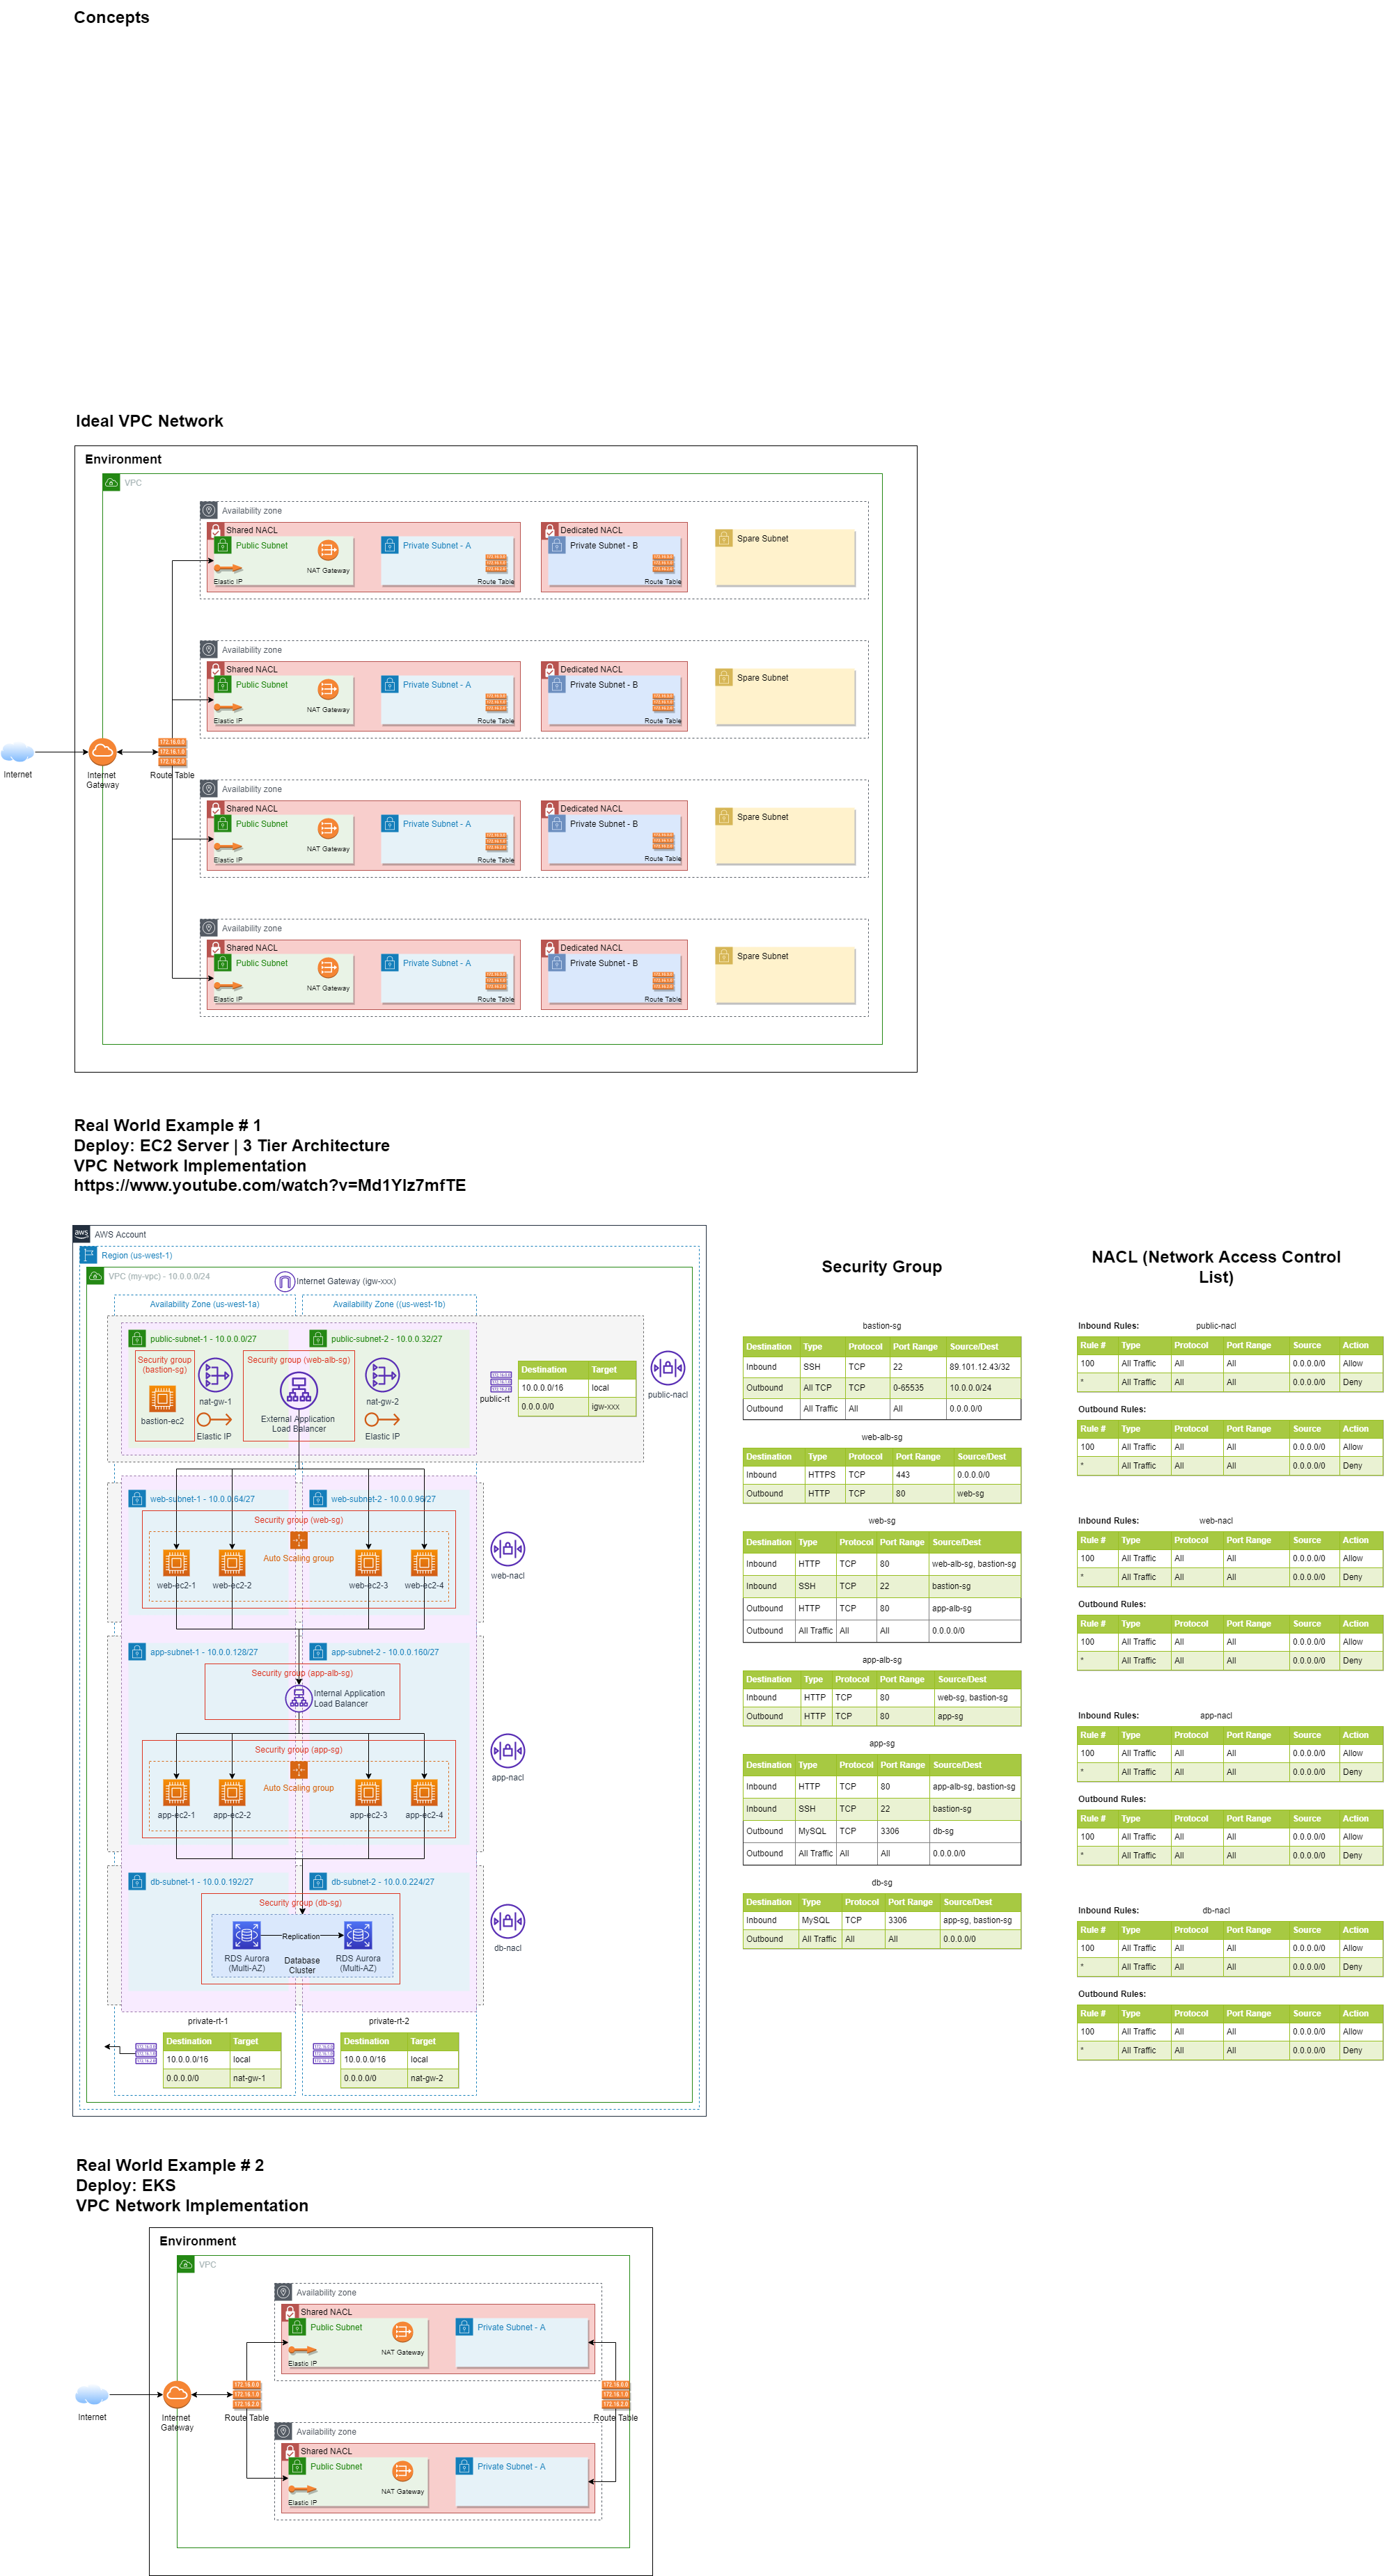 Concepts
Ideal VPC Network
Environment
VPC
Availability zone
Shared NACL
Dedicated NACL
Public Subnet
Private Subnet - A
Private Subnet - B
Spare Subnet
NAT Gateway
Elastic IP
Route Table
Route Table
Availability zone
Shared NACL
Dedicated NACL
Public Subnet
Private Subnet - A
Private Subnet - B
Spare Subnet
NAT Gateway
Elastic IP
Route Table
Route Table
Internet
Internet
Gateway
172.16.0.0
172.16.1.0
172.16.2.0
Route Table
Availability zone
Shared NACL
Dedicated NACL
Public Subnet
Private Subnet - A
Private Subnet - B
Spare Subnet
NAT Gateway
Elastic IP
Route Table
Route Table
Availability zone
Shared NACL
Dedicated NACL
Public Subnet
Private Subnet - A
Private Subnet - B
Spare Subnet
NAT Gateway
Elastic IP
Route Table
Route Table
Real World Example # 1
Deploy: EC2 Server | 3 Tier Architecture
VPC Network Implementation
https://www.youtube.com/watch?v=Md1Ylz7mfTE
aws
AWS Account
Region (us-west-1)
VPC (my-vpc) - 10.0.0.0/24
Internet Gateway (igw-xxx)
Availability Zone (us-west-1a)
Availability Zone ((us-west-1b)
public-subnet-1 - 10.0.0.0/27
public-subnet-2 - 10.0.0.32/27
Security group
(bastion-sg)
bastion-ec2
nat-gw-1
Elastic IP
Security group (web-alb-sg)
External Application
Load Balancer
nat-gw-2
Elastic IP
public-rt
Destination Target
10.0.0.0/16 local
0.0.0.0/0 igw-xxx
public-nacl
web-subnet-1 - 10.0.0.64/27
web-subnet-2 - 10.0.0.96/27
Security group (web-sg)
Auto Scaling group
web-ec2-1
web-ec2-2
web-ec2-3
web-ec2-4
web-nacl
app-subnet-1 - 10.0.0.128/27
app-subnet-2 - 10.0.0.160/27
Security group (app-alb-sg)
Internal Application
Load Balancer
Security group (app-sg)
Auto Scaling group
app-ec2-1
app-ec2-2
app-ec2-3
app-ec2-4
app-nacl
db-subnet-1 - 10.0.0.192/27
db-subnet-2 - 10.0.0.224/27
Security group (db-sg)
Replication
RDS Aurora
(Multi-AZ)
Database
Cluster
RDS Aurora
(Multi-AZ)
db-nacl
private-rt-1
Destination Target
10.0.0.0/16 local
0.0.0.0/0 nat-gw-1
private-rt-2
Destination Target
10.0.0.0/16 local
0.0.0.0/0 nat-gw-2
Security Group
bastion-sg
Destination Type Protocol Port Range Source/Dest
Inbound SSH TCP 22 89.101.12.43/32
Outbound All TCP TCP 0-65535 10.0.0.0/24
Outbound All Traffic All All 0.0.0.0/0
web-alb-sg
Destination Type Protocol Port Range Source/Dest
Inbound HTTPS TCP 443 0.0.0.0/0
Outbound HTTP TCP 80 web-sg
web-sg
Destination Type Protocol Port Range Source/Dest
Inbound HTTP TCP 80 web-alb-sg, bastion-sg
Inbound SSH TCP 22 bastion-sg
Outbound HTTP TCP 80 app-alb-sg
Outbound All Traffic All All 0.0.0.0/0
app-alb-sg
Destination Type Protocol Port Range Source/Dest
Inbound HTTP TCP 80 web-sg, bastion-sg
Outbound HTTP TCP 80 app-sg
app-sg
Destination Type Protocol Port Range Source/Dest
Inbound HTTP TCP 80 app-alb-sg, bastion-sg
Inbound SSH TCP 22 bastion-sg
Outbound MySQL TCP 3306 db-sg
Outbound All Traffic All All 0.0.0.0/0
db-sg
Destination Type Protocol Port Range Source/Dest
Inbound MySQL TCP 3306 app-sg, bastion-sg
Outbound All Traffic All All 0.0.0.0/0
NACL (Network Access Control
List)
Inbound Rules: public-nacl
Rule # Type Protocol Port Range Source Action
100 All Traffic All All 0.0.0.0/0 Allow
* All Traffic All All 0.0.0.0/0 Deny
Outbound Rules:
Rule # Type Protocol Port Range Source Action
100 All Traffic All All 0.0.0.0/0 Allow
* All Traffic All All 0.0.0.0/0 Deny
Inbound Rules: web-nacl
Rule # Type Protocol Port Range Source Action
100 All Traffic All All 0.0.0.0/0 Allow
* All Traffic All All 0.0.0.0/0 Deny
Outbound Rules:
Rule # Type Protocol Port Range Source Action
100 All Traffic All All 0.0.0.0/0 Allow
* All Traffic All All 0.0.0.0/0 Deny
Inbound Rules: app-nacl
Rule # Type Protocol Port Range Source Action
100 All Traffic All All 0.0.0.0/0 Allow
* All Traffic All All 0.0.0.0/0 Deny
Outbound Rules:
Rule # Type Protocol Port Range Source Action
100 All Traffic All All 0.0.0.0/0 Allow
* All Traffic All All 0.0.0.0/0 Deny
Inbound Rules: db-nacl
Rule # Type Protocol Port Range Source Action
100 All Traffic All All 0.0.0.0/0 Allow
* All Traffic All All 0.0.0.0/0 Deny
Outbound Rules:
Rule # Type Protocol Port Range Source Action
100 All Traffic All All 0.0.0.0/0 Allow
* All Traffic All All 0.0.0.0/0 Deny
Real World Example # 2
Deploy: EKS
VPC Network Implementation
Environment
VPC
Availability zone
Shared NACL
Public Subnet
Private Subnet - A
NAT Gateway
Elastic IP
Internet
Internet
Gateway
172.16.0.0
172.16.1.0
172.16.2.0
Route Table
172.16.0.0
172.16.1.0
172.16.2.0
Route Table
Availability zone
Shared NACL
Public Subnet
Private Subnet - A
NAT Gateway
Elastic IP